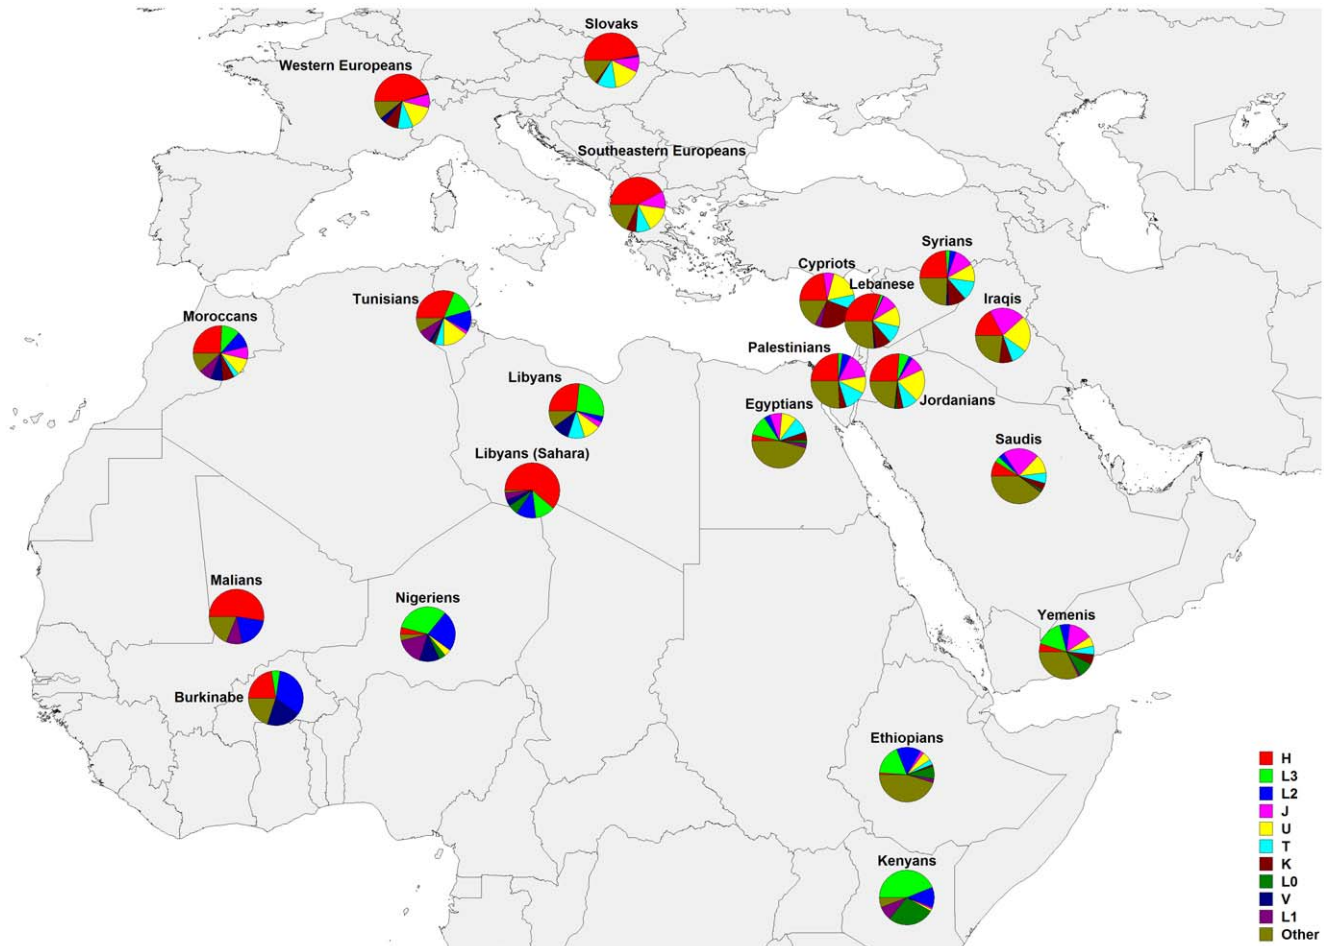 Slovaks
Western Europeans
Southeastern Europeans
Syrians
Cypriots
Lebanese
Iraqis
Tunisians
Moroccans
Palestinians
Libyans
Jordanians
Egyptians
Saudis
Libyans (Sahara)
Malians
Nigeriens
Yemenis
Burkinabe
Ethiopians
Kenyans
H
L3
L2
J
U
T
K
L0
V
L1
Other